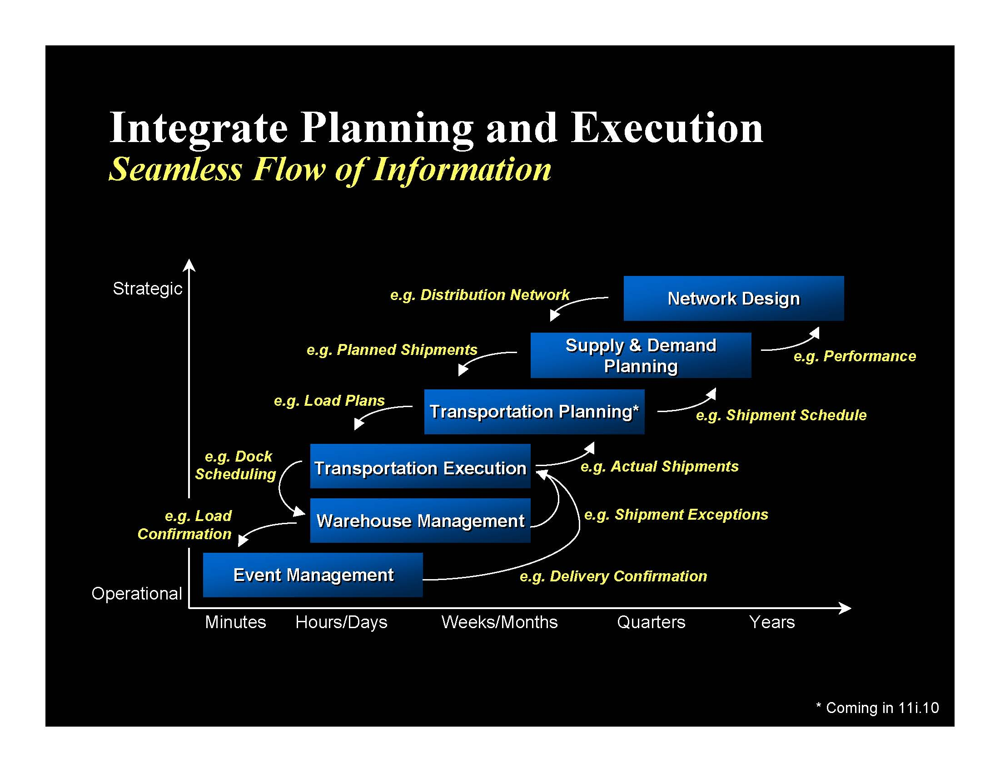 Integrate Planning and Execution
Seamless Flow of Information
Strategic
e.g. Distribution Network
Network Design
e.g. Planned Shipments
Supply & Demand
Planning
e.g. Performance
e.g. Load Plans
Transportation Planning*
e.g. Shipment Schedule
e.g. Dock
Scheduling
Transportation Execution
e.g. Actual Shipments
e.g. Load
Confirmation
Warehouse Management
e.g. Shipment Exceptions
Event Management
e.g. Delivery Confirmation
Operational
Minutes
Hours/Days
Weeks/Months
Quarters
Years
* Coming in 11i.10